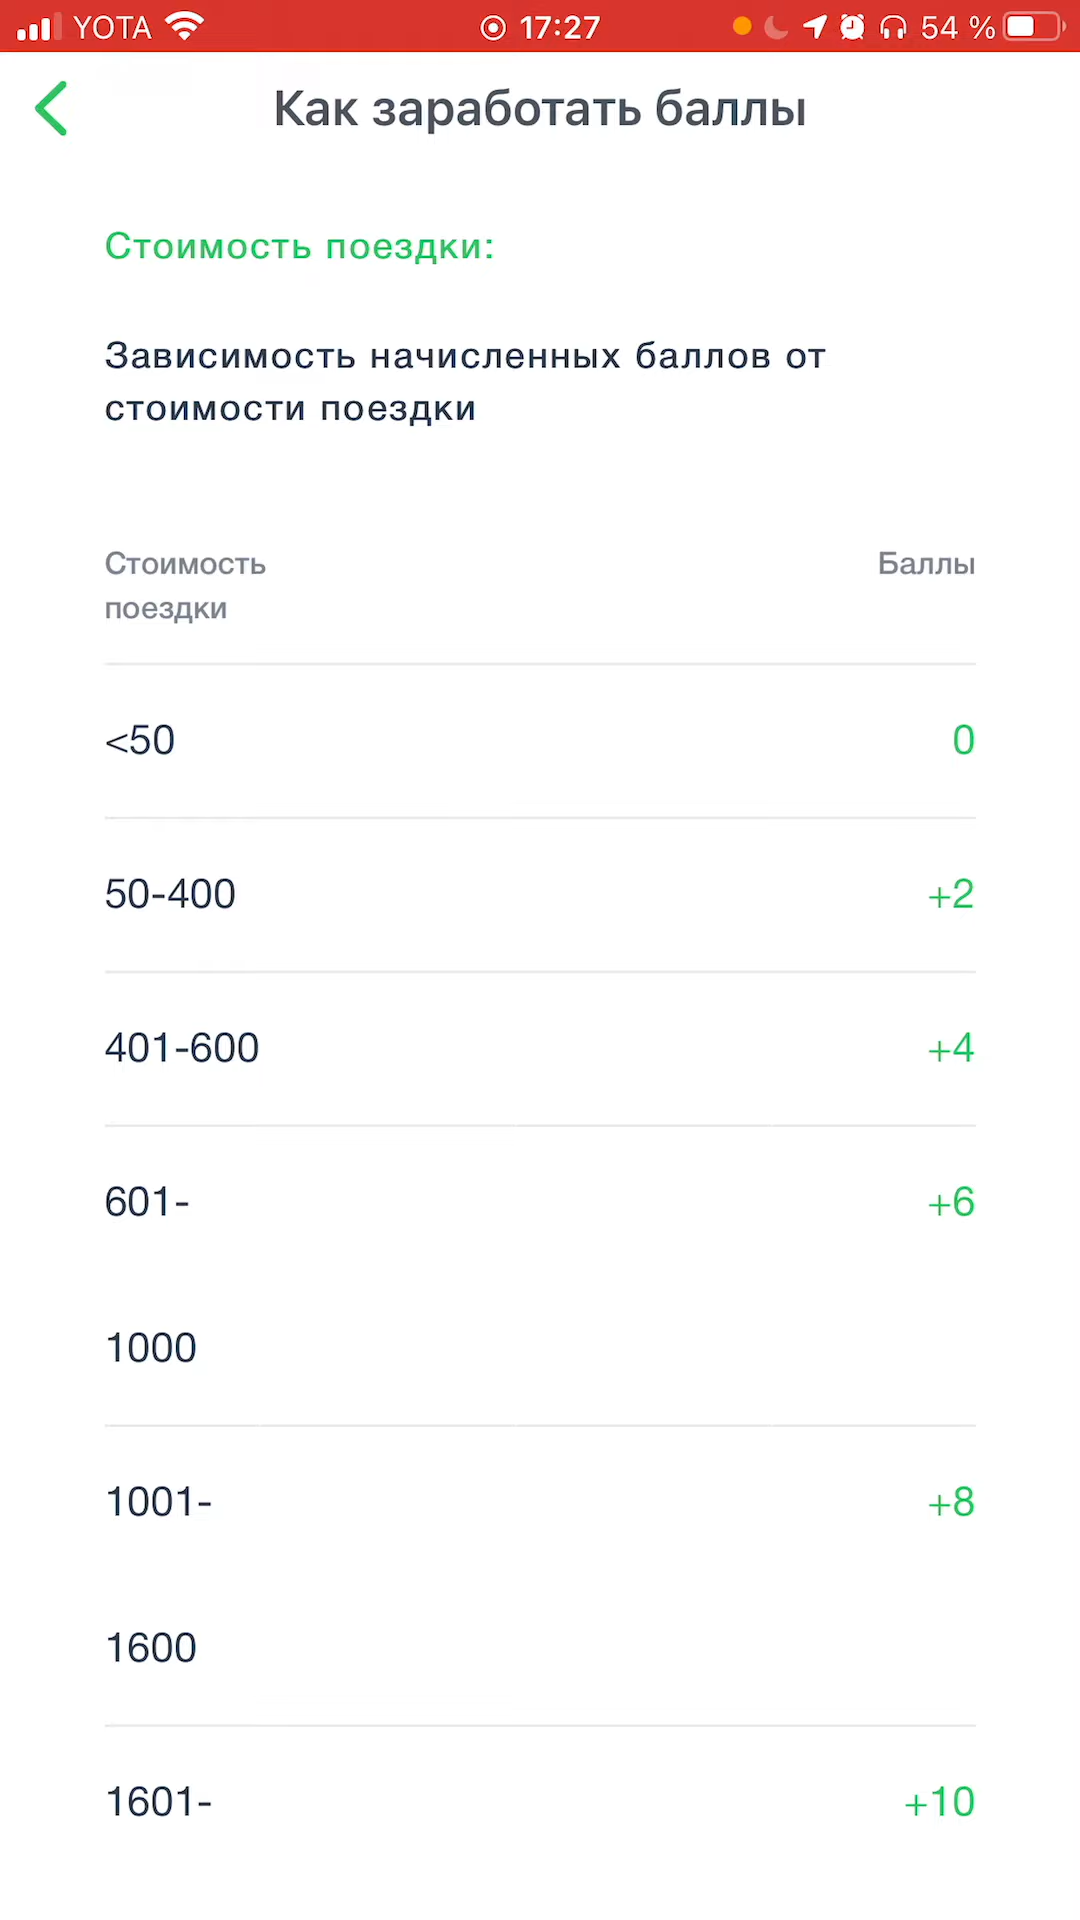 YOTA 17:27 54 %
Как заработать баллы
Стоимость поездки:
Зависимость начисленных баллов от
стоимости поездки
Стоимость Баллы
поездки
<50 0
50-400 +2
401-600 +4
601- +6
1000
1001- +8
1600
1601- +10